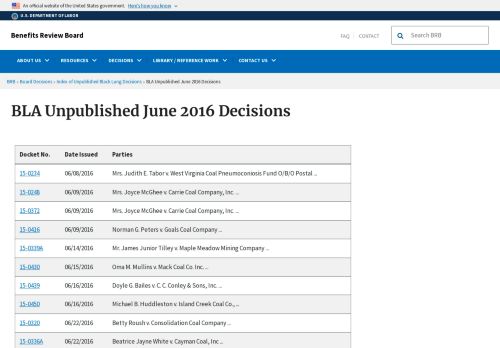 An official website of the United States government. Here's how you know
U.S. DEPARTMENT OF LABOR
Benefits Review Board
FAQ CONTACT
Search BRB
ABOUT US RESOURCES DECISIONS LIBRARY / REFERENCE WORK CONTACT US
BRB › Board Decisions › Index of Unpublished Black Lung Decisions › BLA Unpublished June 2016 Decisions
BLA Unpublished June 2016 Decisions
Docket No. Date Issued Parties
15-0234 06/08/2016 Mrs. Judith E. Tabor v. West Virginia Coal Pneumoconiosis Fund O/B/O Postal ...
15-0248 06/09/2016 Mrs. Joyce McGhee v. Carrie Coal Company, Inc. ...
15-0372 06/09/2016 Mrs. Joyce McGhee v. Carrie Coal Company, Inc ...
15-0416 06/09/2016 Norman G. Peters v. Goals Coal Company ...
15-0339A 06/14/2016 Mr. James Junior Tilley v. Maple Meadow Mining Company ...
15-0430 06/15/2016 Oma M. Mullins v. Mack Coal Co. Inc. ...
15-0439 06/16/2016 Doyle G. Bailes v. C. C. Conley & Sons, Inc. ...
15-0450 06/16/2016 Michael B. Huddleston v. Island Creek Coal Co., ...
15-0320 06/22/2016 Betty Roush v. Consolidation Coal Company ...
15-0336A 06/22/2016 Beatrice Jayne White v. Cayman Coal, Inc ...